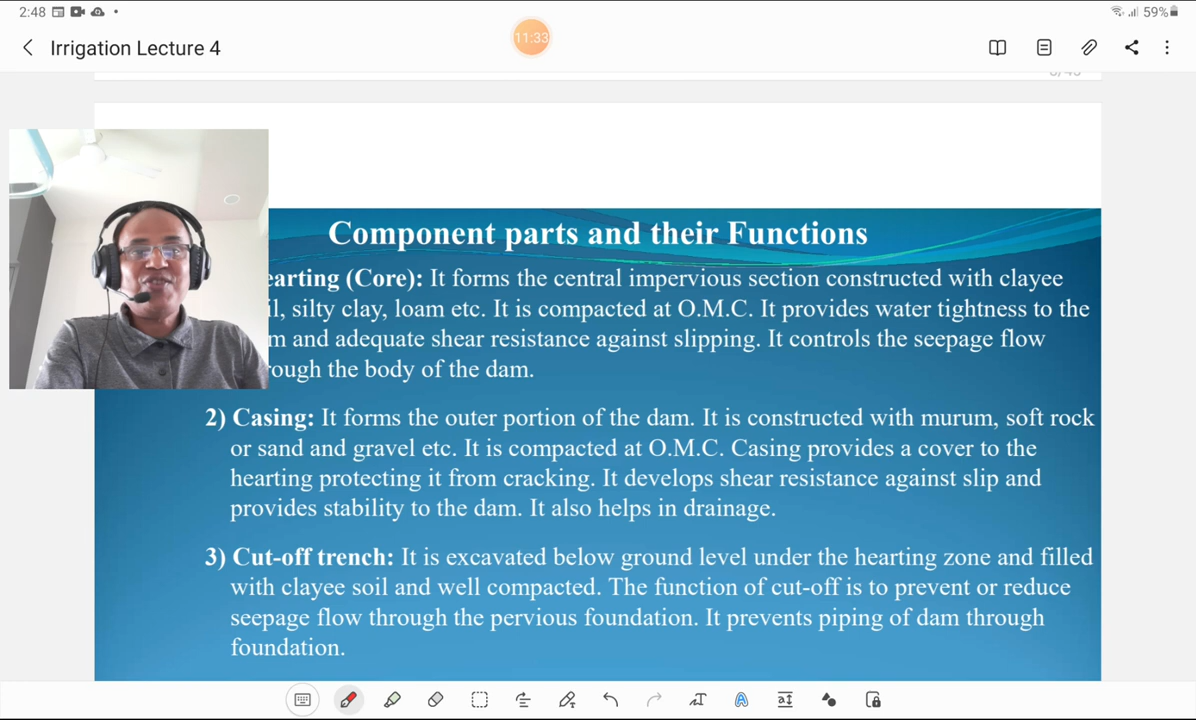 2:48
59%
Irrigation Lecture 4
11:33
Component parts and their Functions
earting (Core): It forms the central impervious section constructed with clayee
il, silty clay, loam etc. It is compacted at O.M.C. It provides water tightness to the
m and adequate shear resistance against slipping. It controls the seepage flow
rough the body of the dam.
2) Casing: It forms the outer portion of the dam. It is constructed with murum, soft rock
or sand and gravel etc. It is compacted at O.M.C. Casing provides a cover to the
hearting protecting it from cracking. It develops shear resistance against slip and
provides stability to the dam. It also helps in drainage.
3) Cut-off trench: It is excavated below ground level under the hearting zone and filled
with clayee soil and well compacted. The function of cut-off is to prevent or reduce
seepage flow through the pervious foundation. It prevents piping of dam through
foundation.